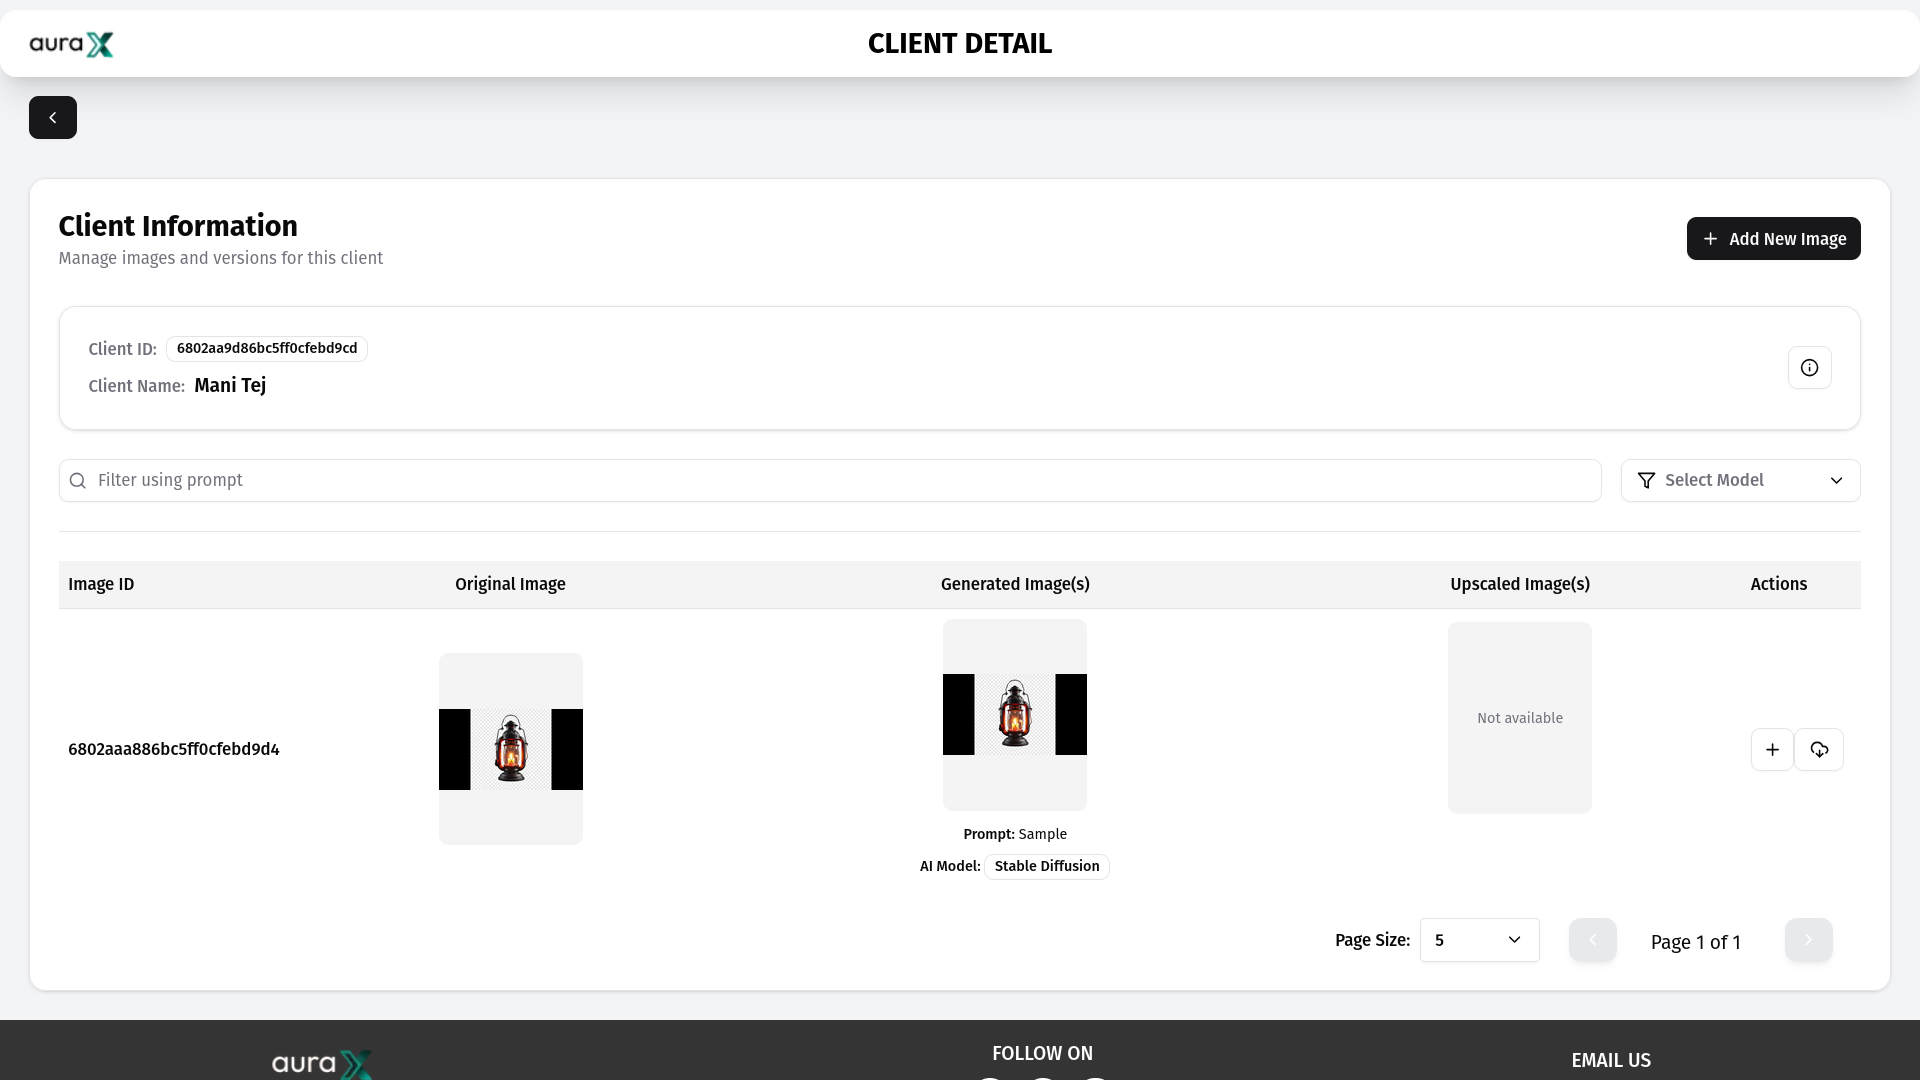 auraX
CLIENT DETAIL
Client Information
Manage images and versions for this client
Add New Image
Client ID: 6802aa9d86bc5ff0cfebd9cd
Client Name: Mani Tej
Filter using prompt
Select Model
Image ID Original Image Generated Image(s) Upscaled Image(s) Actions
6802aaa886bc5ff0cfebd9d4
Not available
Prompt: Sample
AI Model: Stable Diffusion
Page Size: 5 Page 1 of 1
auraX
FOLLOW ON
EMAIL US